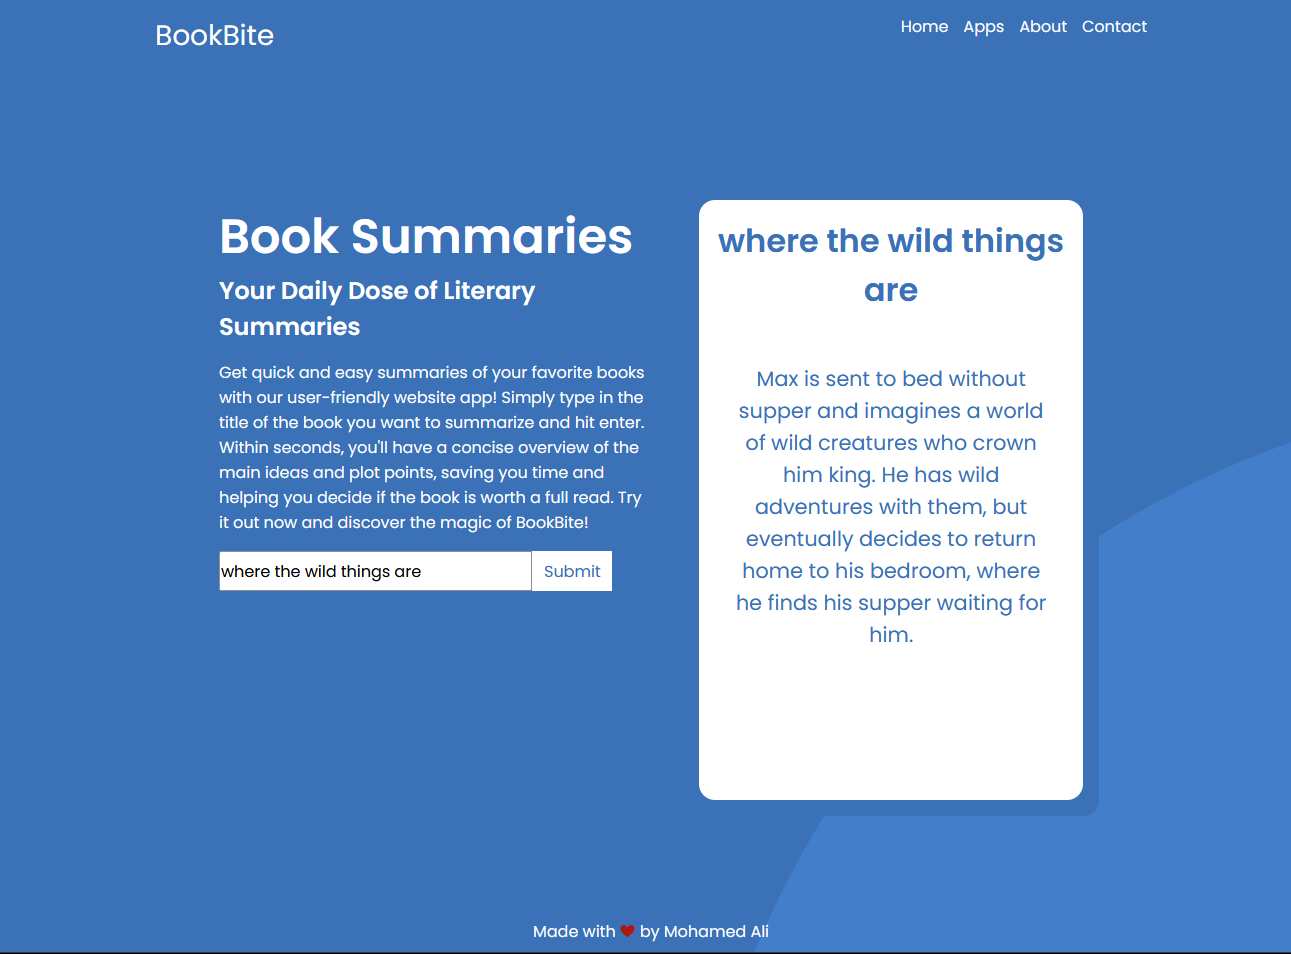 BookBite
Home Apps About Contact
Book Summaries
Your Daily Dose of Literary
Summaries
Get quick and easy summaries of your favorite books
with our user-friendly website app! Simply type in the
title of the book you want to summarize and hit enter.
Within seconds, you'll have a concise overview of the
main ideas and plot points, saving you time and
helping you decide if the book is worth a full read. Try
it out now and discover the magic of BookBite!
where the wild things are
Submit
where the wild things
are
Max is sent to bed without
supper and imagines a world
of wild creatures who crown
him king. He has wild
adventures with them, but
eventually decides to return
home to his bedroom, where
he finds his supper waiting for
him.
Made with ❤ by Mohamed Ali